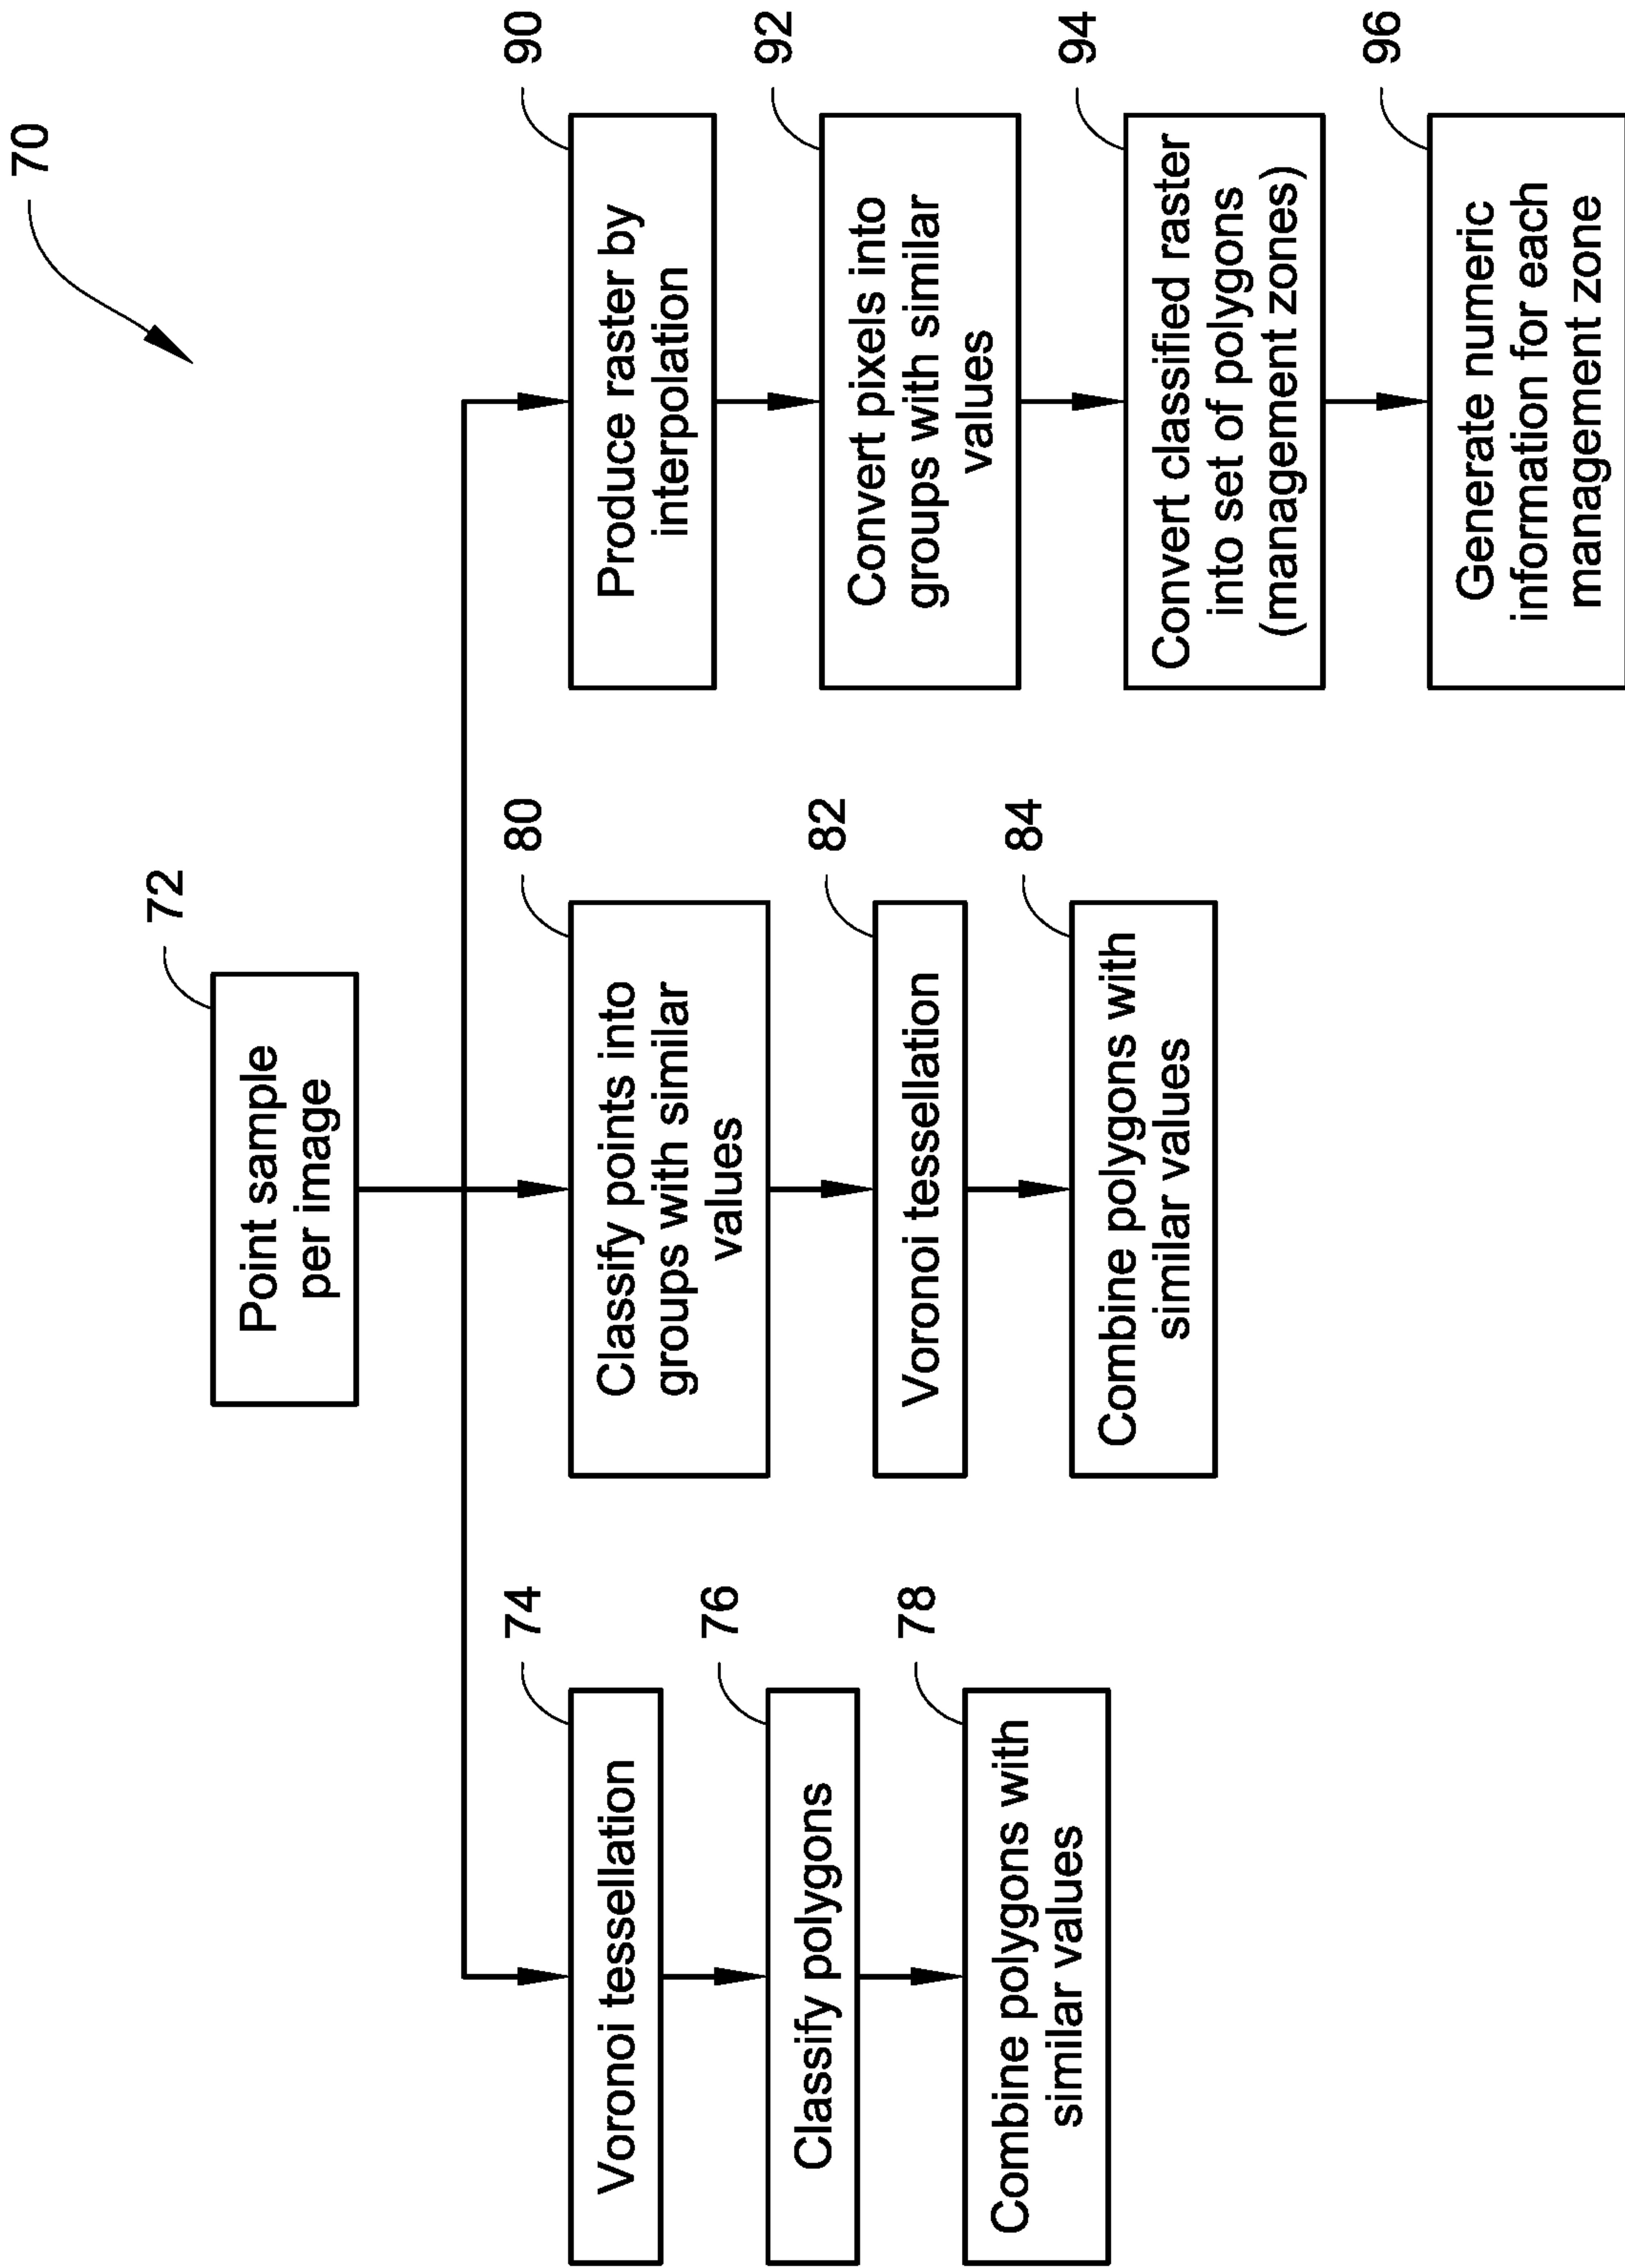 70
72
Point sample
per image
74
Voronoi tessellation
76
Classify polygons
78
Combine polygons with
similar values
80
Classify points into
groups with similar
values
82
Voronoi tessellation
84
Combine polygons with
similar values
90
Produce raster by
interpolation
92
Convert pixels into
groups with similar
values
94
Convert classified raster
into set of polygons
(management zones)
96
Generate numeric
information for each
management zone